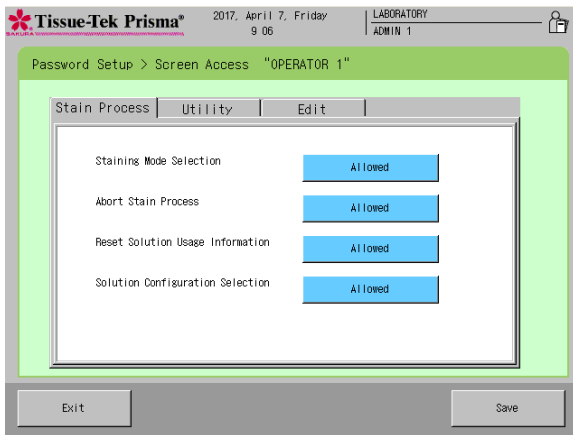 Tissue-Tek Prisma®
SAKURA
2017, April 7, Friday
9 06
LABORATORY
ADMIN 1
Password Setup > Screen Access "OPERATOR 1"
Stain Process Utility Edit
Staining Mode Selection Allowed
Abort Stain Process Allowed
Reset Solution Usage Information Allowed
Solution Configuration Selection Allowed
Exit Save